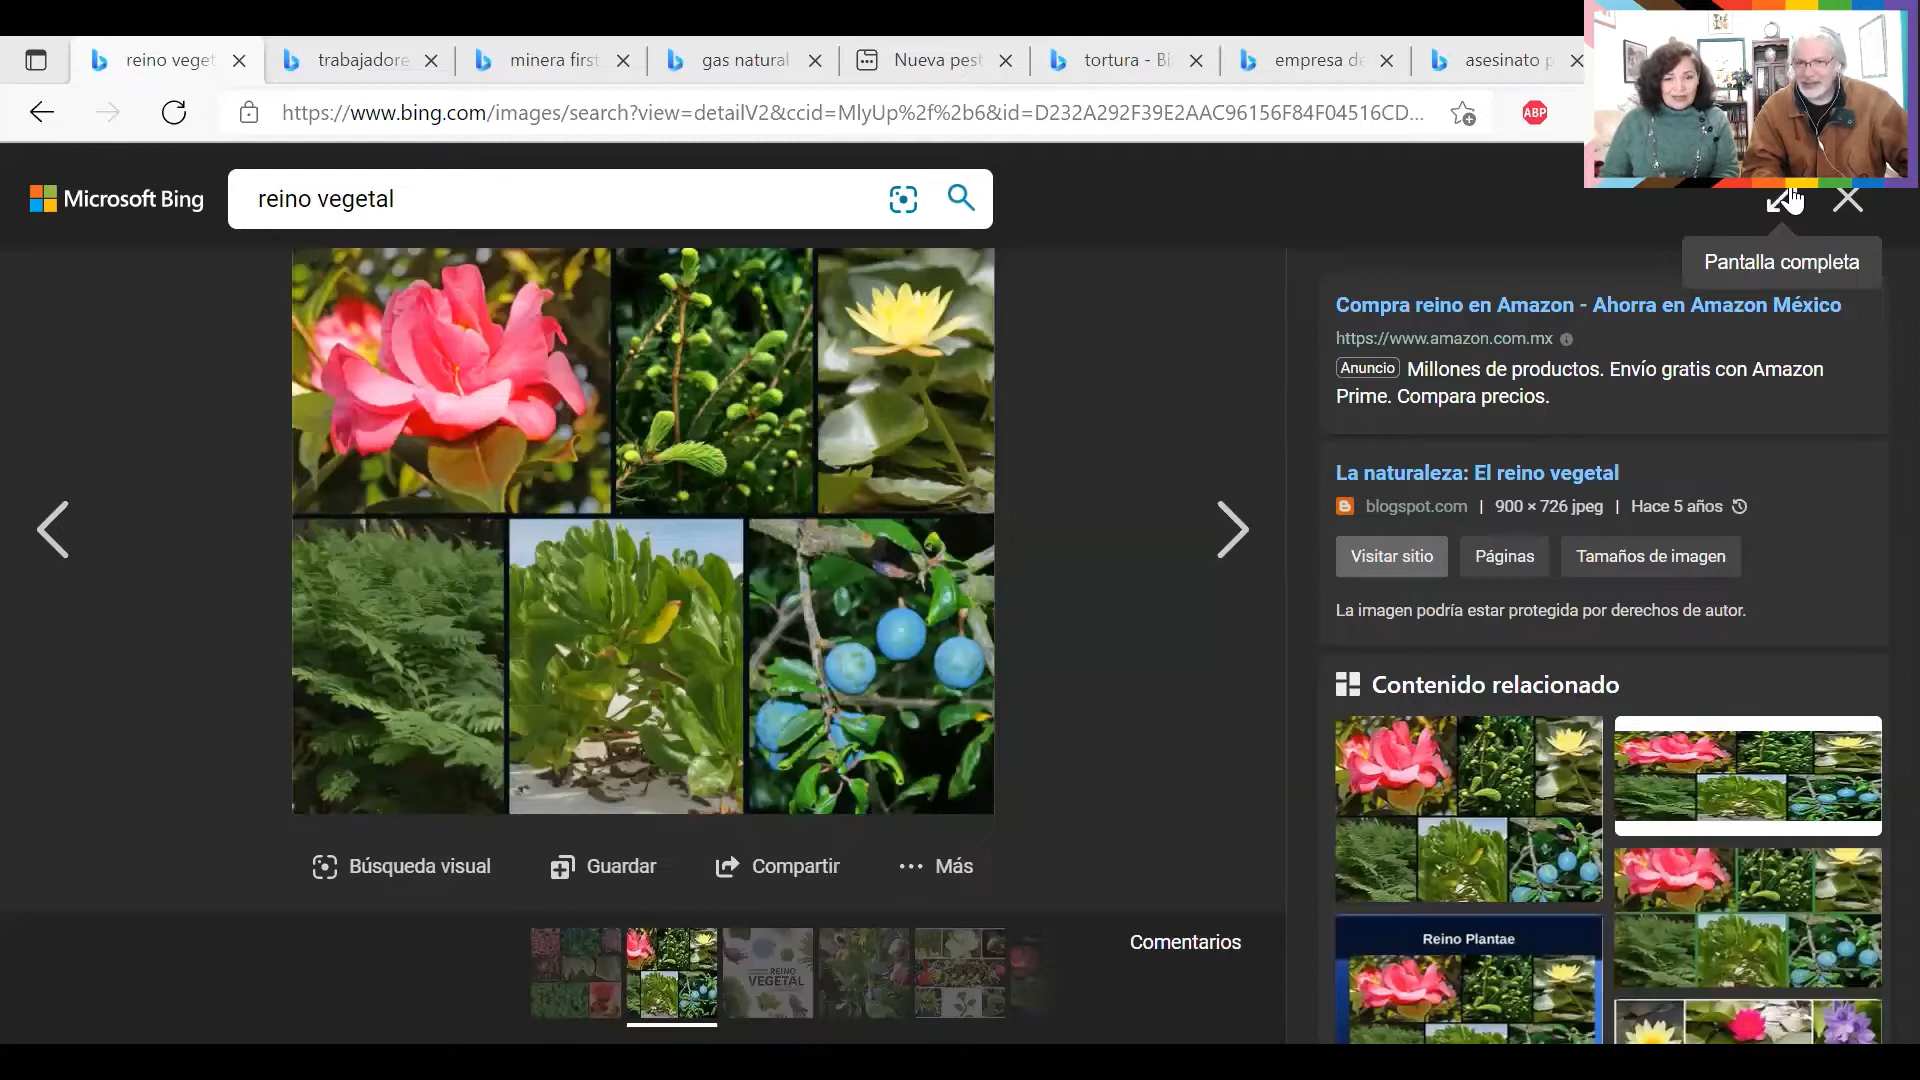 reino veget
trabajadore
minera first
gas natural
Nueva pest
tortura - Bi
empresa de
asesinato p
https://www.bing.com/images/search?view=detailV2&ccid=MlyUp%2f%2b6&id=D232A292F39E2AAC96156F84F04516CD...
ABP
Microsoft Bing
reino vegetal
Pantalla completa
Compra reino en Amazon - Ahorra en Amazon México
https://www.amazon.com.mx
Anuncio Millones de productos. Envío gratis con Amazon
Prime. Compara precios.
La naturaleza: El reino vegetal
blogspot.com | 900 × 726 jpeg | Hace 5 años
Visitar sitio
Páginas
Tamaños de imagen
La imagen podría estar protegida por derechos de autor.
Contenido relacionado
Reino Plantae
Búsqueda visual
Guardar
Compartir
Más
REINO
VEGETAL
Comentarios